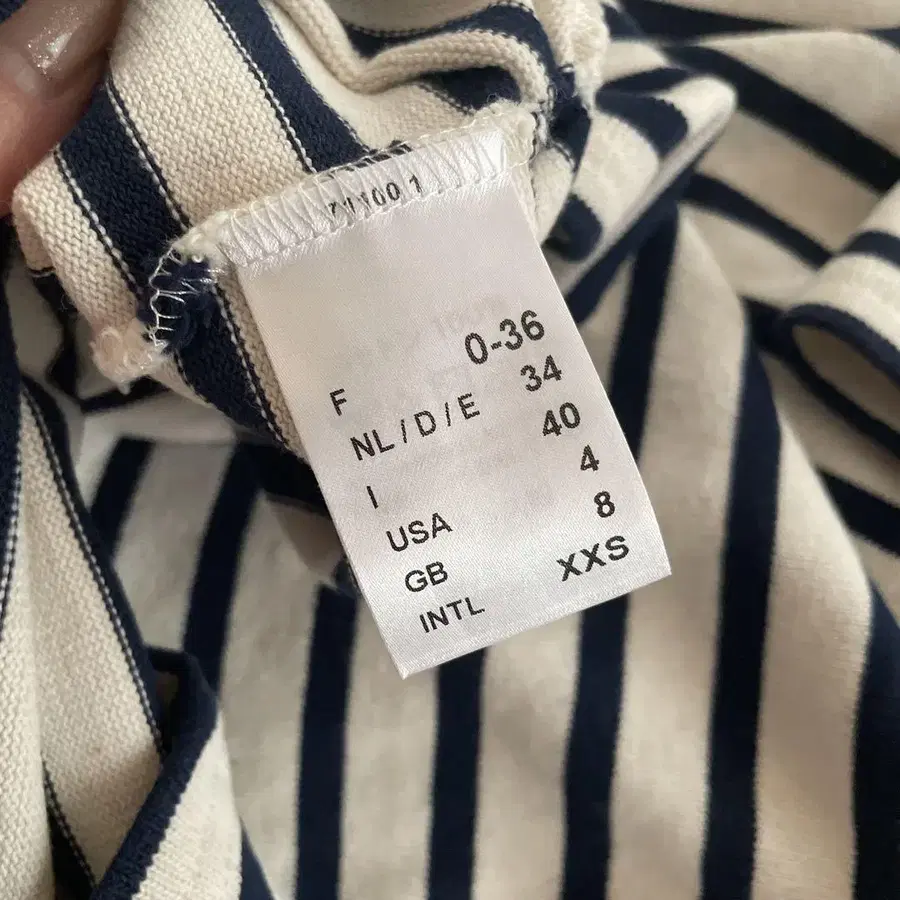 F 0-36
NL / D / E 34
I 40
USA 4
GB 8
INTL XXS